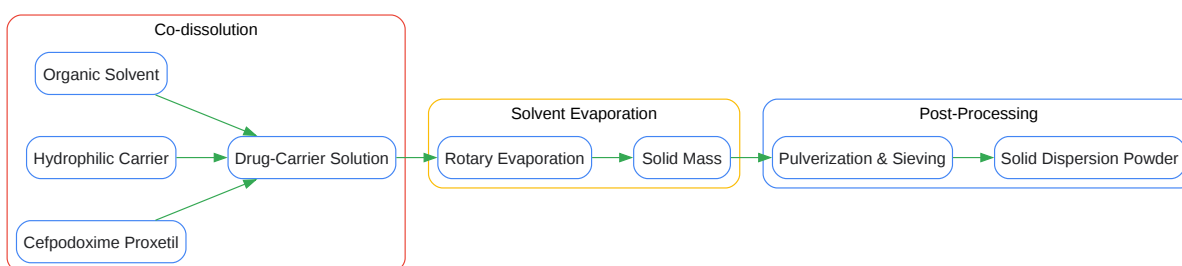 Co-dissolution
Organic Solvent
Hydrophilic Carrier
Drug-Carrier Solution
Cefpodoxime Proxetil
Solvent Evaporation
Rotary Evaporation
Solid Mass
Post-Processing
Pulverization & Sieving
Solid Dispersion Powder